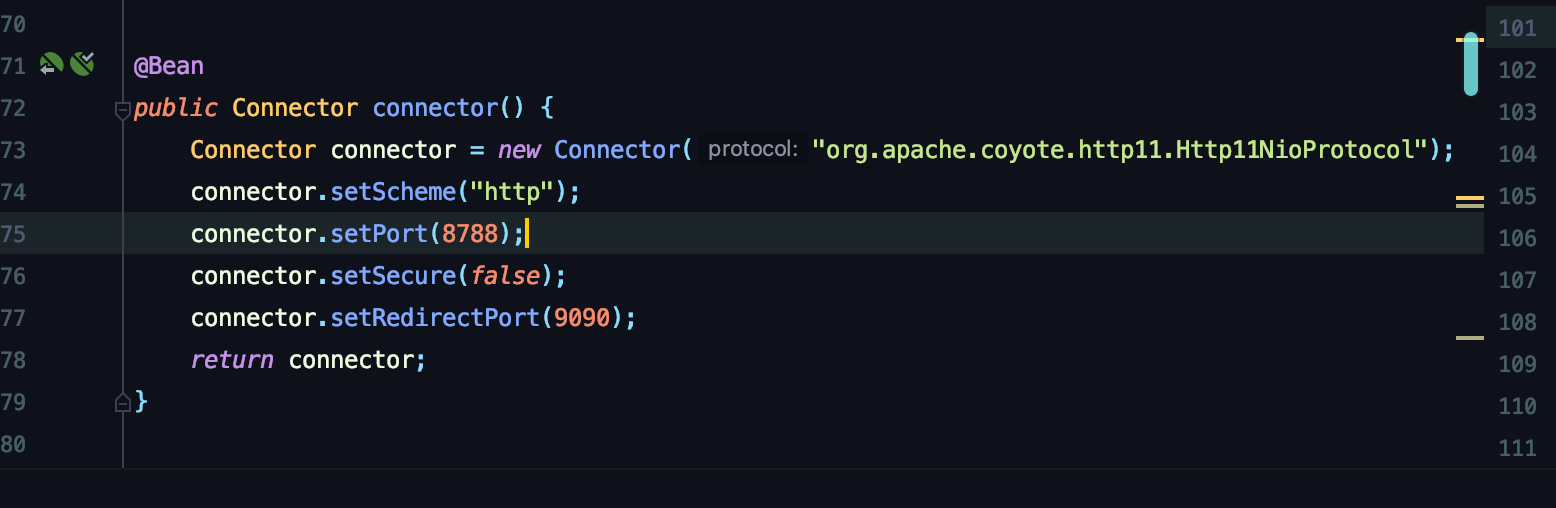 70
71 @Bean
72 public Connector connector() {
73 Connector connector = new Connector( protocol: "org.apache.coyote.http11.Http11NioProtocol");
74 connector.setScheme("http");
75 connector.setPort(8788);
76 connector.setSecure(false);
77 connector.setRedirectPort(9090);
78 return connector;
79 }
80
101
102
103
104
105
106
107
108
109
110
111